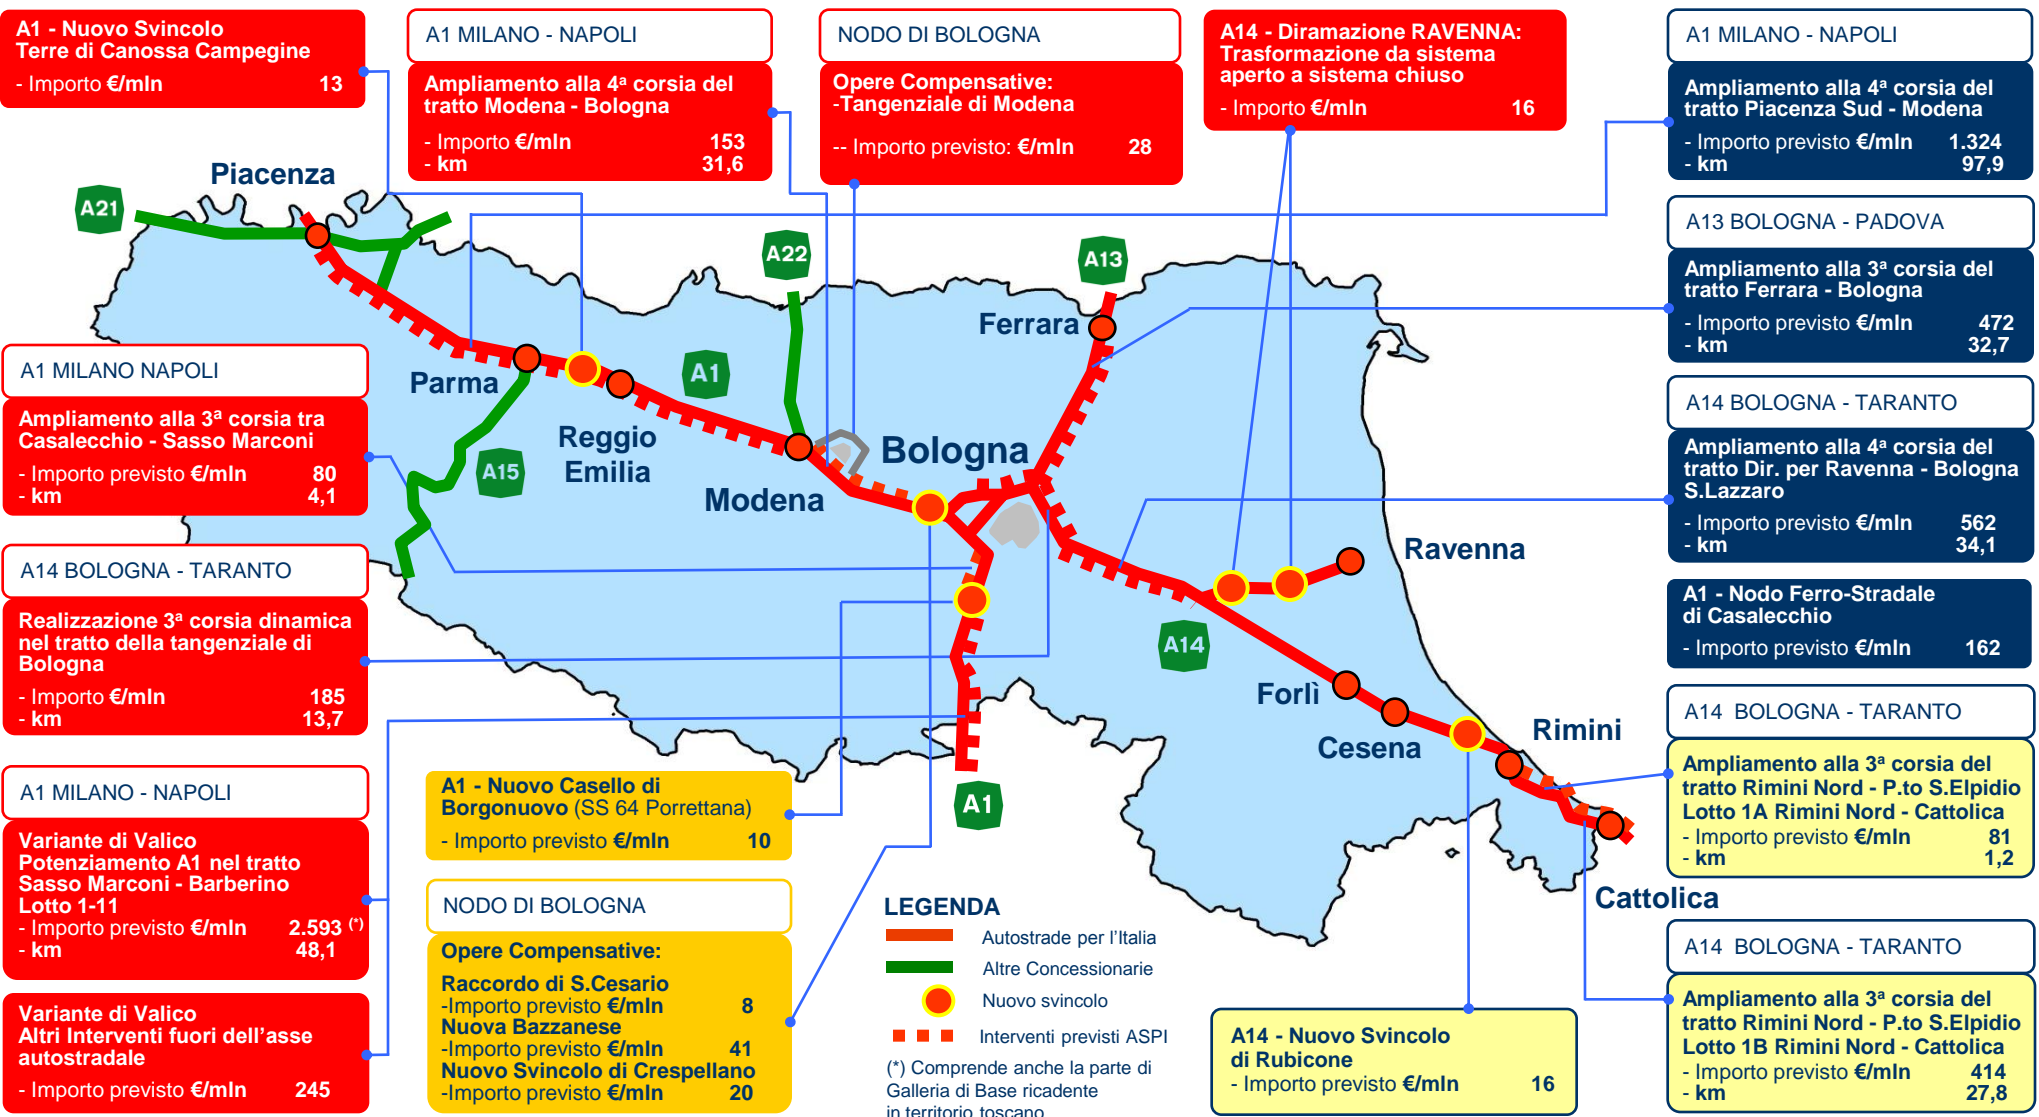 A1 - Nuovo Svincolo
Terre di Canossa Campegine
- Importo €/mln 13
A1 MILANO - NAPOLI
Ampliamento alla 4ª corsia del
tratto Modena - Bologna
- Importo €/mln 153
- km 31,6
NODO DI BOLOGNA
Opere Compensative:
-Tangenziale di Modena
-- Importo previsto: €/mln 28
A14 - Diramazione RAVENNA:
Trasformazione da sistema
aperto a sistema chiuso
- Importo €/mln 16
A1 MILANO - NAPOLI
Ampliamento alla 4ª corsia del
tratto Piacenza Sud - Modena
- Importo previsto €/mln 1.324
- km 97,9
A13 BOLOGNA - PADOVA
Ampliamento alla 3ª corsia del
tratto Ferrara - Bologna
- Importo previsto €/mln 472
- km 32,7
A14 BOLOGNA - TARANTO
Ampliamento alla 4ª corsia del
tratto Dir. per Ravenna - Bologna
S.Lazzaro
- Importo previsto €/mln 562
- km 34,1
A1 - Nodo Ferro-Stradale
di Casalecchio
- Importo previsto €/mln 162
A14 BOLOGNA - TARANTO
Ampliamento alla 3ª corsia del
tratto Rimini Nord - P.to S.Elpidio
Lotto 1A Rimini Nord - Cattolica
- Importo previsto €/mln 81
- km 1,2
A14 BOLOGNA - TARANTO
Ampliamento alla 3ª corsia del
tratto Rimini Nord - P.to S.Elpidio
Lotto 1B Rimini Nord - Cattolica
- Importo previsto €/mln 414
- km 27,8
Piacenza
A21
A22
A13
Ferrara
Parma
A1
Reggio
Emilia
A15
Modena
Bologna
Ravenna
A14
Forlì
Cesena
Rimini
Cattolica
A1
A1 MILANO NAPOLI
Ampliamento alla 3ª corsia tra
Casalecchio - Sasso Marconi
- Importo previsto €/mln 80
- km 4,1
A14 BOLOGNA - TARANTO
Realizzazione 3ª corsia dinamica
nel tratto della tangenziale di
Bologna
- Importo €/mln 185
- km 13,7
A1 MILANO - NAPOLI
Variante di Valico
Potenziamento A1 nel tratto
Sasso Marconi - Barberino
Lotto 1-11
- Importo previsto €/mln 2.593 (*)
- km 48,1
Variante di Valico
Altri Interventi fuori dell'asse
autostradale
- Importo previsto €/mln 245
A1 - Nuovo Casello di
Borgonuovo (SS 64 Porrettana)
- Importo previsto €/mln 10
NODO DI BOLOGNA
Opere Compensative:
Raccordo di S.Cesario
-Importo previsto €/mln 8
Nuova Bazzanese
-Importo previsto €/mln 41
Nuovo Svincolo di Crespellano
-Importo previsto €/mln 20
LEGENDA
Autostrade per l'Italia
Altre Concessionarie
Nuovo svincolo
Interventi previsti ASPI
(*) Comprende anche la parte di
Galleria di Base ricadente
in territorio toscano
A14 - Nuovo Svincolo
di Rubicone
- Importo previsto €/mln 16